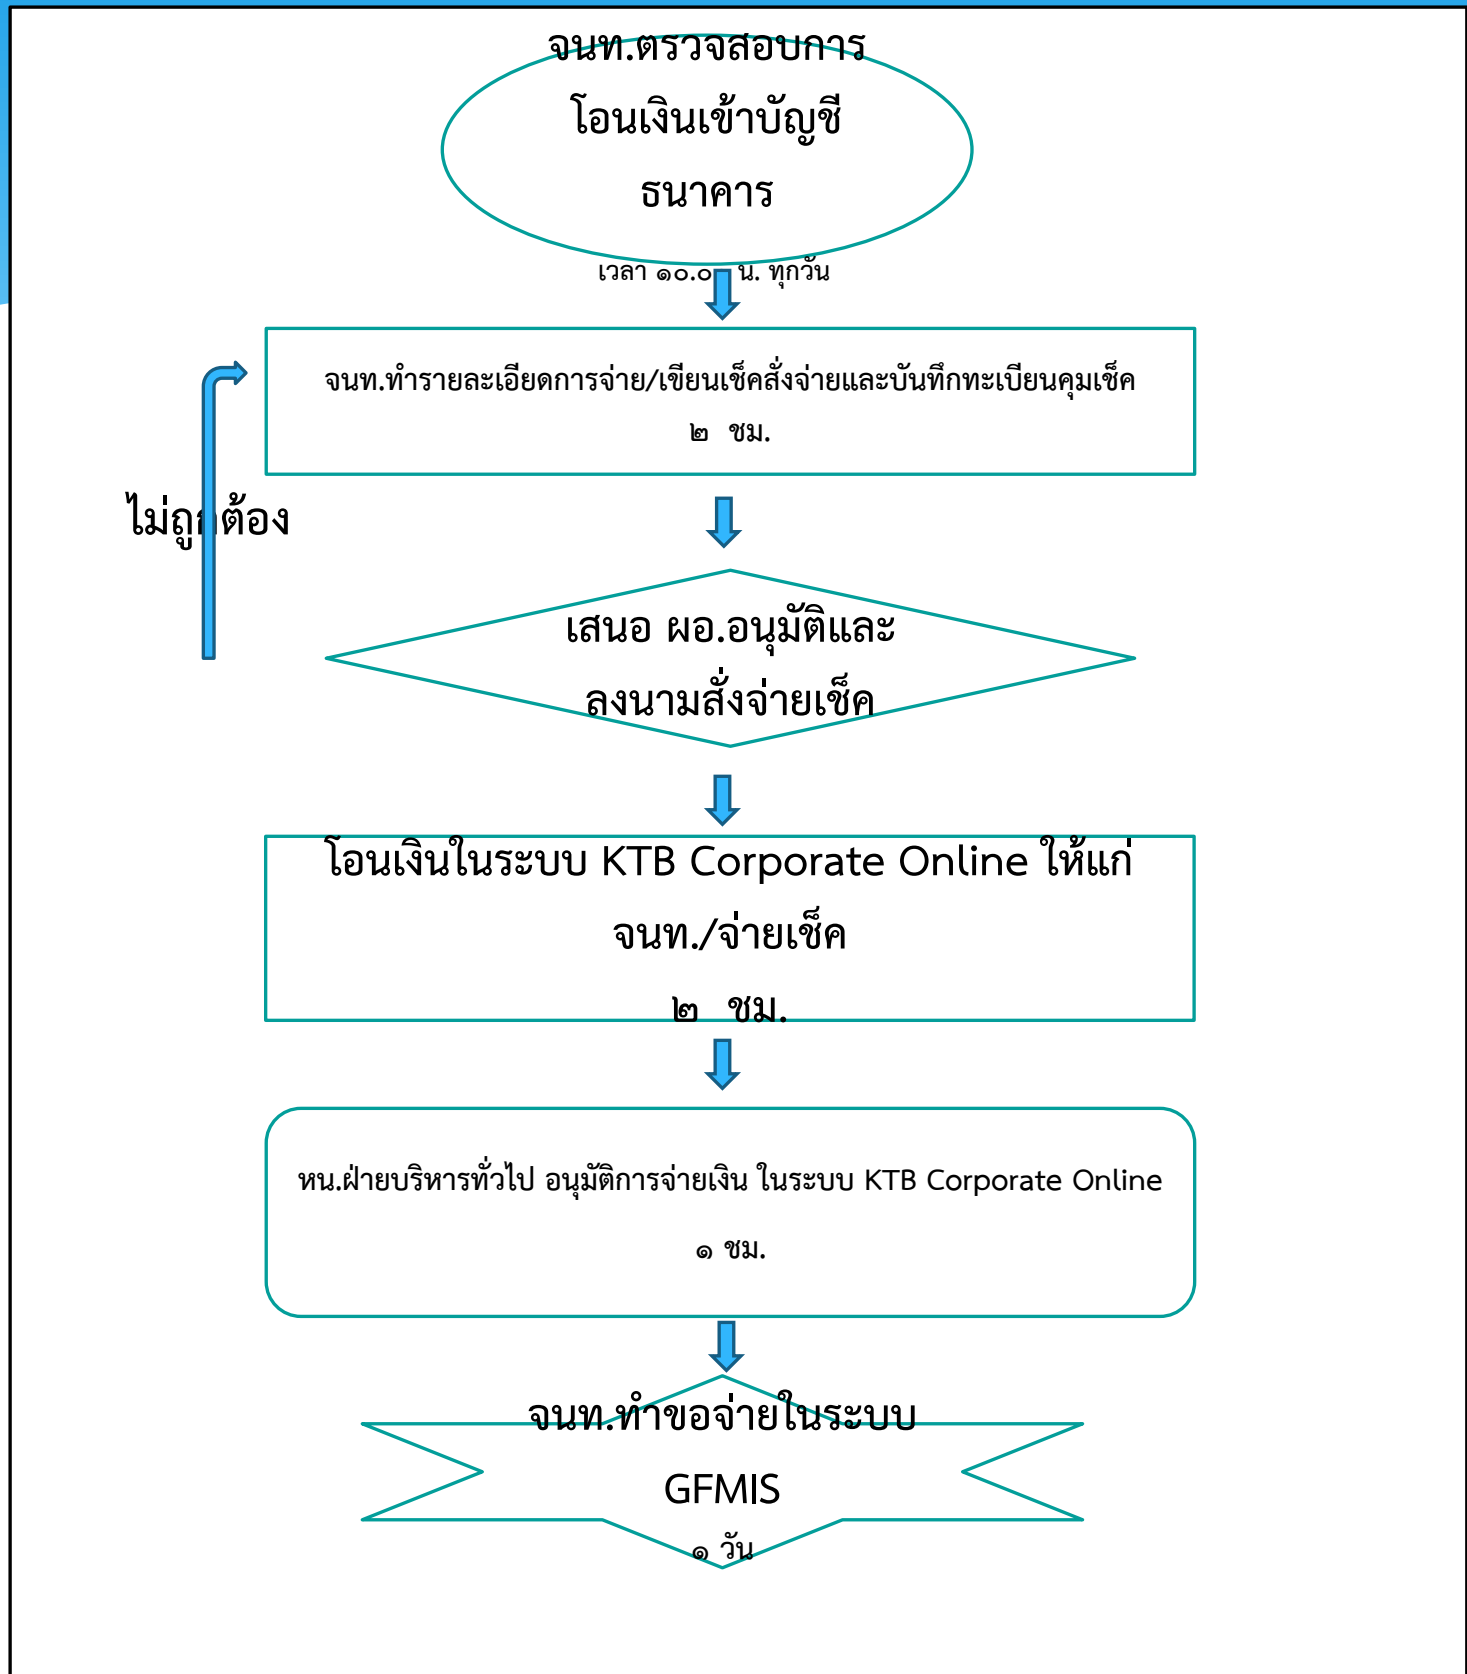 จนท.ตรวจสอบการ
โอนเงินเข้าบัญชี
ธนาคาร
เวลา ๑๐.๐ น. ทุกวัน
จนท.ทำรายละเอียดการจ่าย/เขียนเช็คสั่งจ่ายและบันทึกทะเบียนคุมเช็ค
๒ ชม.
ไม่ถูกต้อง
เสนอ ผอ.อนุมัติและ
ลงนามสั่งจ่ายเช็ค
โอนเงินในระบบ KTB Corporate Online ให้แก่
จนท./จ่ายเช็ค
๒ ชม.
หน.ฝ่ายบริหารทั่วไป อนุมัติการจ่ายเงิน ในระบบ KTB Corporate Online
๑ ชม.
จนท.ทำขอจ่ายในระบบ
GFMIS
๑ วัน